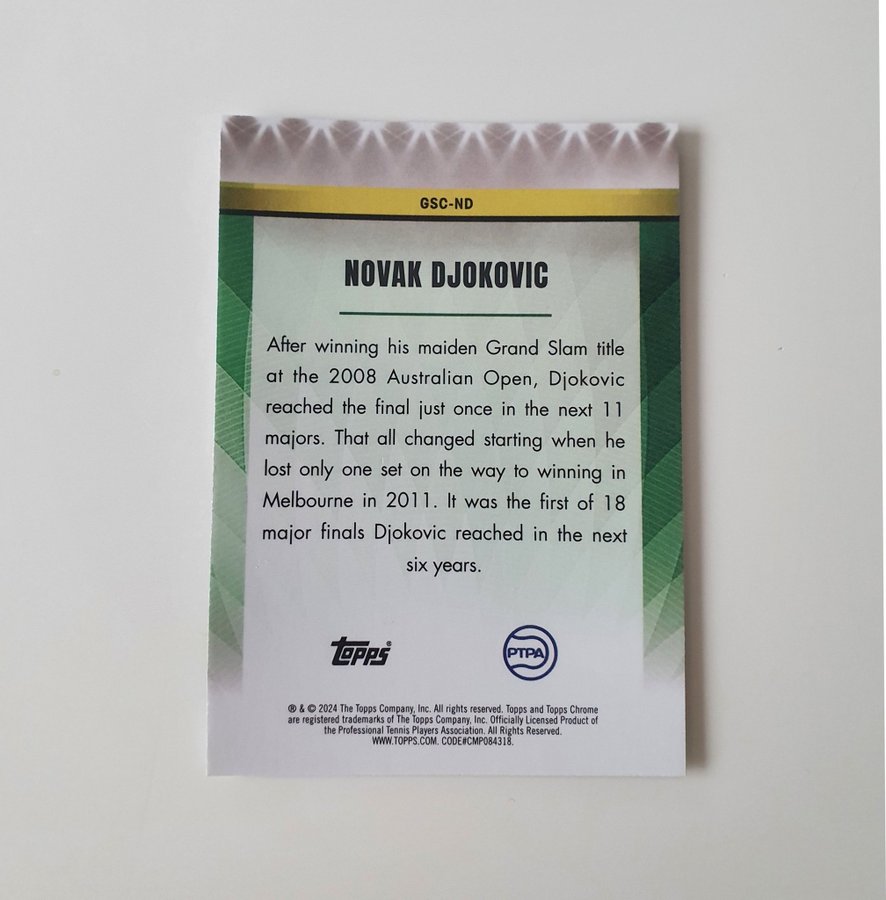 GSC-ND
NOVAK DJOKOVIC
After winning his maiden Grand Slam title
at the 2008 Australian Open, Djokovic
reached the final just once in the next 11
majors. That all changed starting when he
lost only one set on the way to winning in
Melbourne in 2011. It was the first of 18
major finals Djokovic reached in the next
six years.
Topps® PTPA
® & © 2024 The Topps Company, Inc. All rights reserved. Topps and Topps Chrome
are registered trademarks of The Topps Company, Inc. Officially Licensed Product of
the Professional Tennis Players Association. All Rights Reserved.
WWW.TOPPS.COM. CODE#CMP084318.